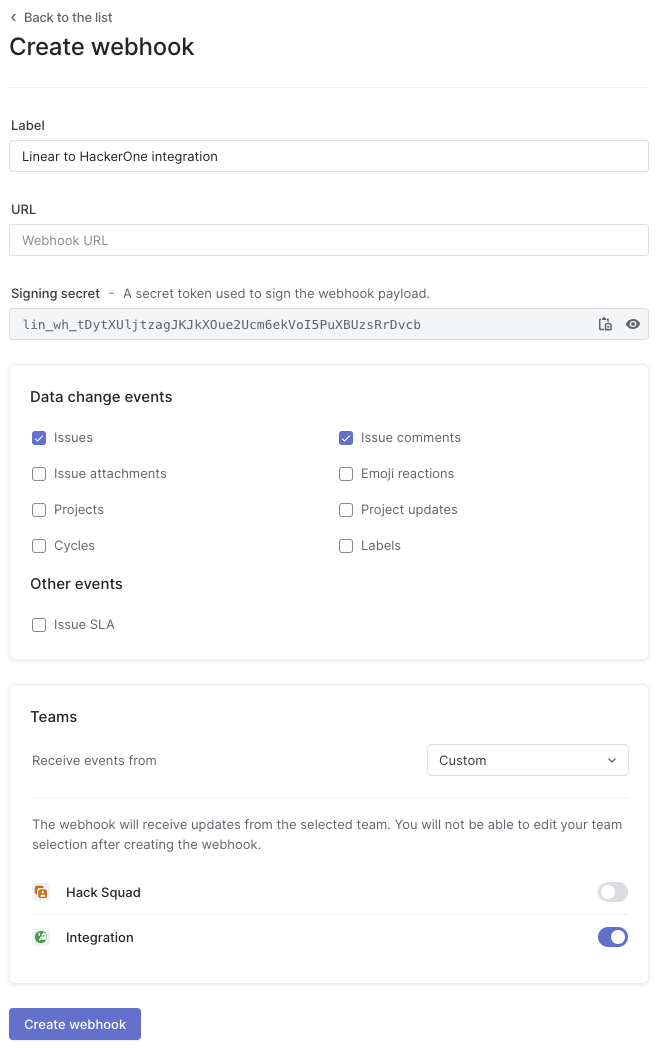 Back to the list
Create webhook
Label
Linear to HackerOne integration
URL
Webhook URL
Signing secret - A secret token used to sign the webhook payload.
lin_wh_tDytXUljtzagJKJkXOue2Ucm6ekVoI5PuXBUzsRrDvcb
Data change events
Issues Issue comments
Issue attachments Emoji reactions
Projects Project updates
Cycles Labels
Other events
Issue SLA
Teams
Receive events from Custom
The webhook will receive updates from the selected team. You will not be able to edit your team
selection after creating the webhook.
Hack Squad
Integration
Create webhook